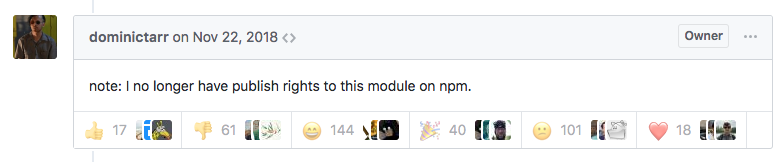 dominictarr on Nov 22, 2018 <> Owner ...
note: I no longer have publish rights to this module on npm.
17 61 144 40 101 18